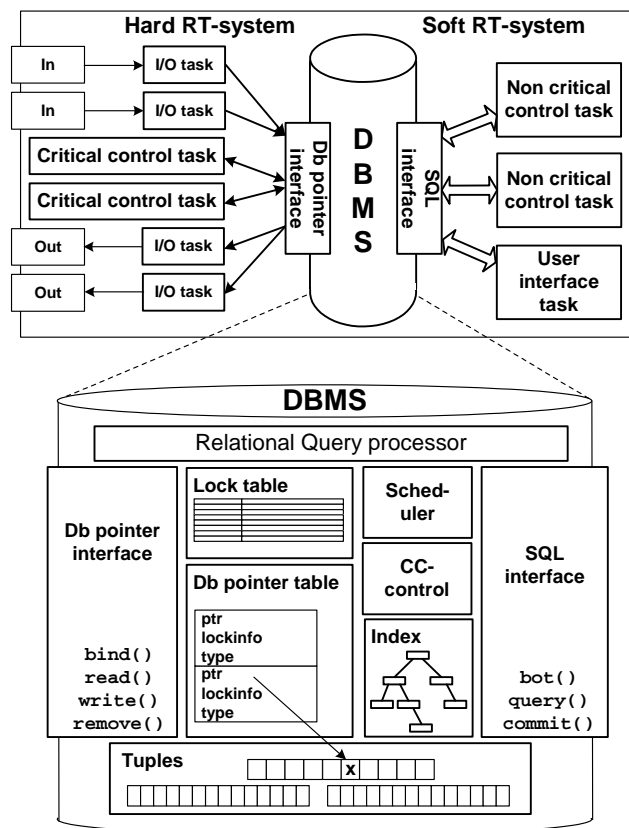 Hard RT-system
Soft RT-system
In
I/O task
In
I/O task
Critical control task
Critical control task
Out
I/O task
Out
I/O task
Db pointer
interface
D
B
M
S
SQL
interface
Non critical
control task
Non critical
control task
User
interface
task
DBMS
Relational Query processor
Db pointer
interface
bind()
read()
write()
remove()
Lock table
Db pointer table
ptr
lockinfo
type
ptr
lockinfo
type
Sched-
uler
CC-
control
Index
SQL
interface
bot()
query()
commit()
Tuples
x